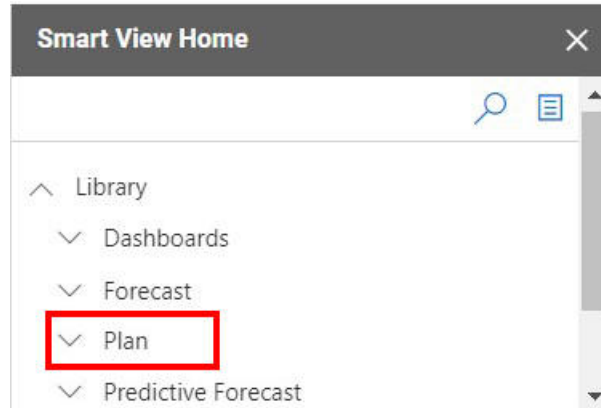 Smart View Home
Library
Dashboards
Forecast
Plan
Predictive Forecast